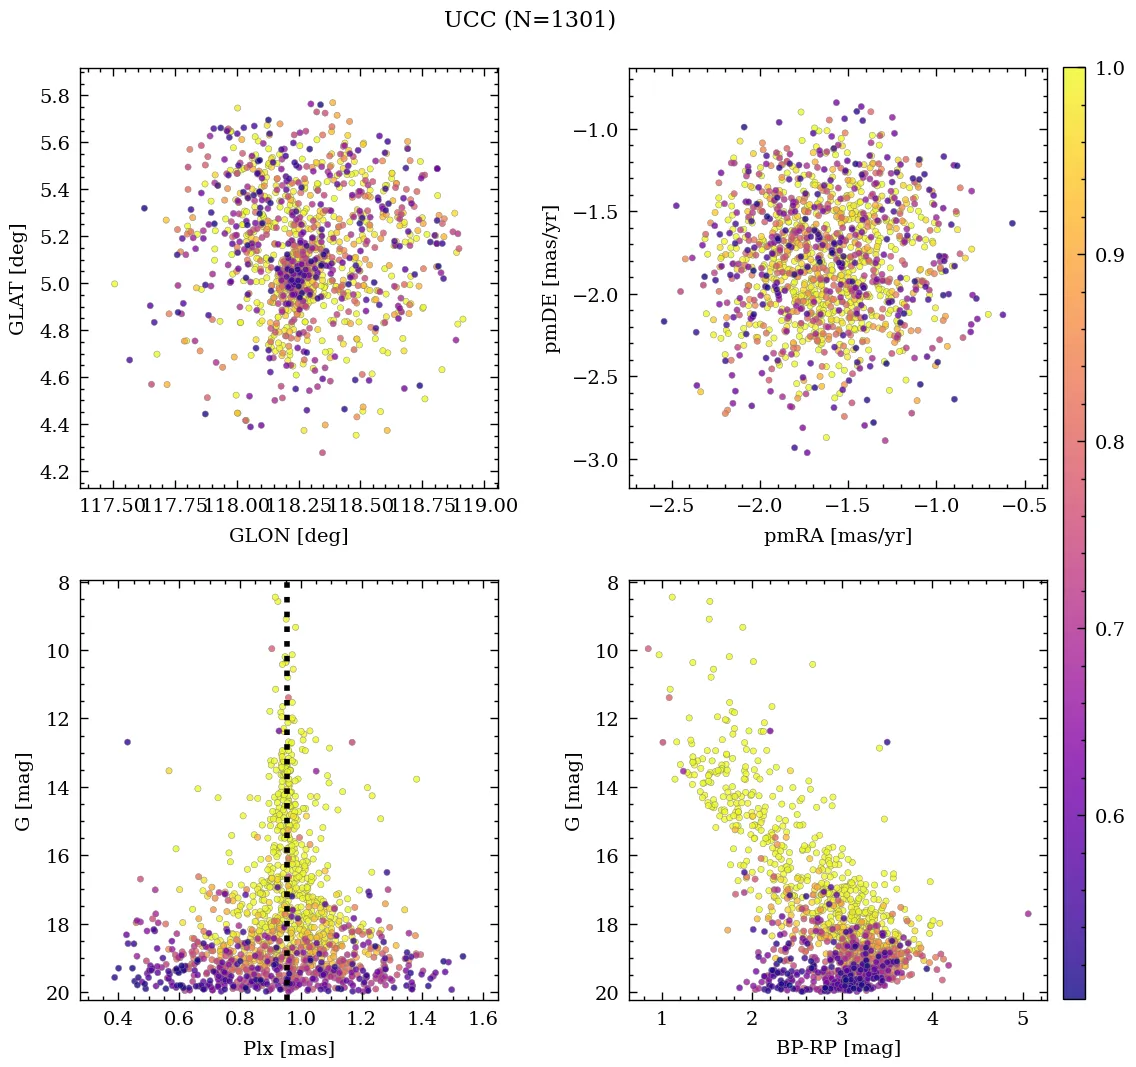 UCC (N=1301)
5.8
5.6
5.4
5.2
5.0
4.8
4.6
4.4
4.2
GLAT [deg]
117.50 117.75 118.00 118.25 118.50 118.75 119.00
GLON [deg]
−1.0
−1.5
−2.0
−2.5
−3.0
pmDE [mas/yr]
−2.5 −2.0 −1.5 −1.0 −0.5
pmRA [mas/yr]
8
10
12
14
16
18
20
G [mag]
0.4 0.6 0.8 1.0 1.2 1.4 1.6
Plx [mas]
8
10
12
14
16
18
20
G [mag]
1 2 3 4 5
BP-RP [mag]
1.0
0.9
0.8
0.7
0.6